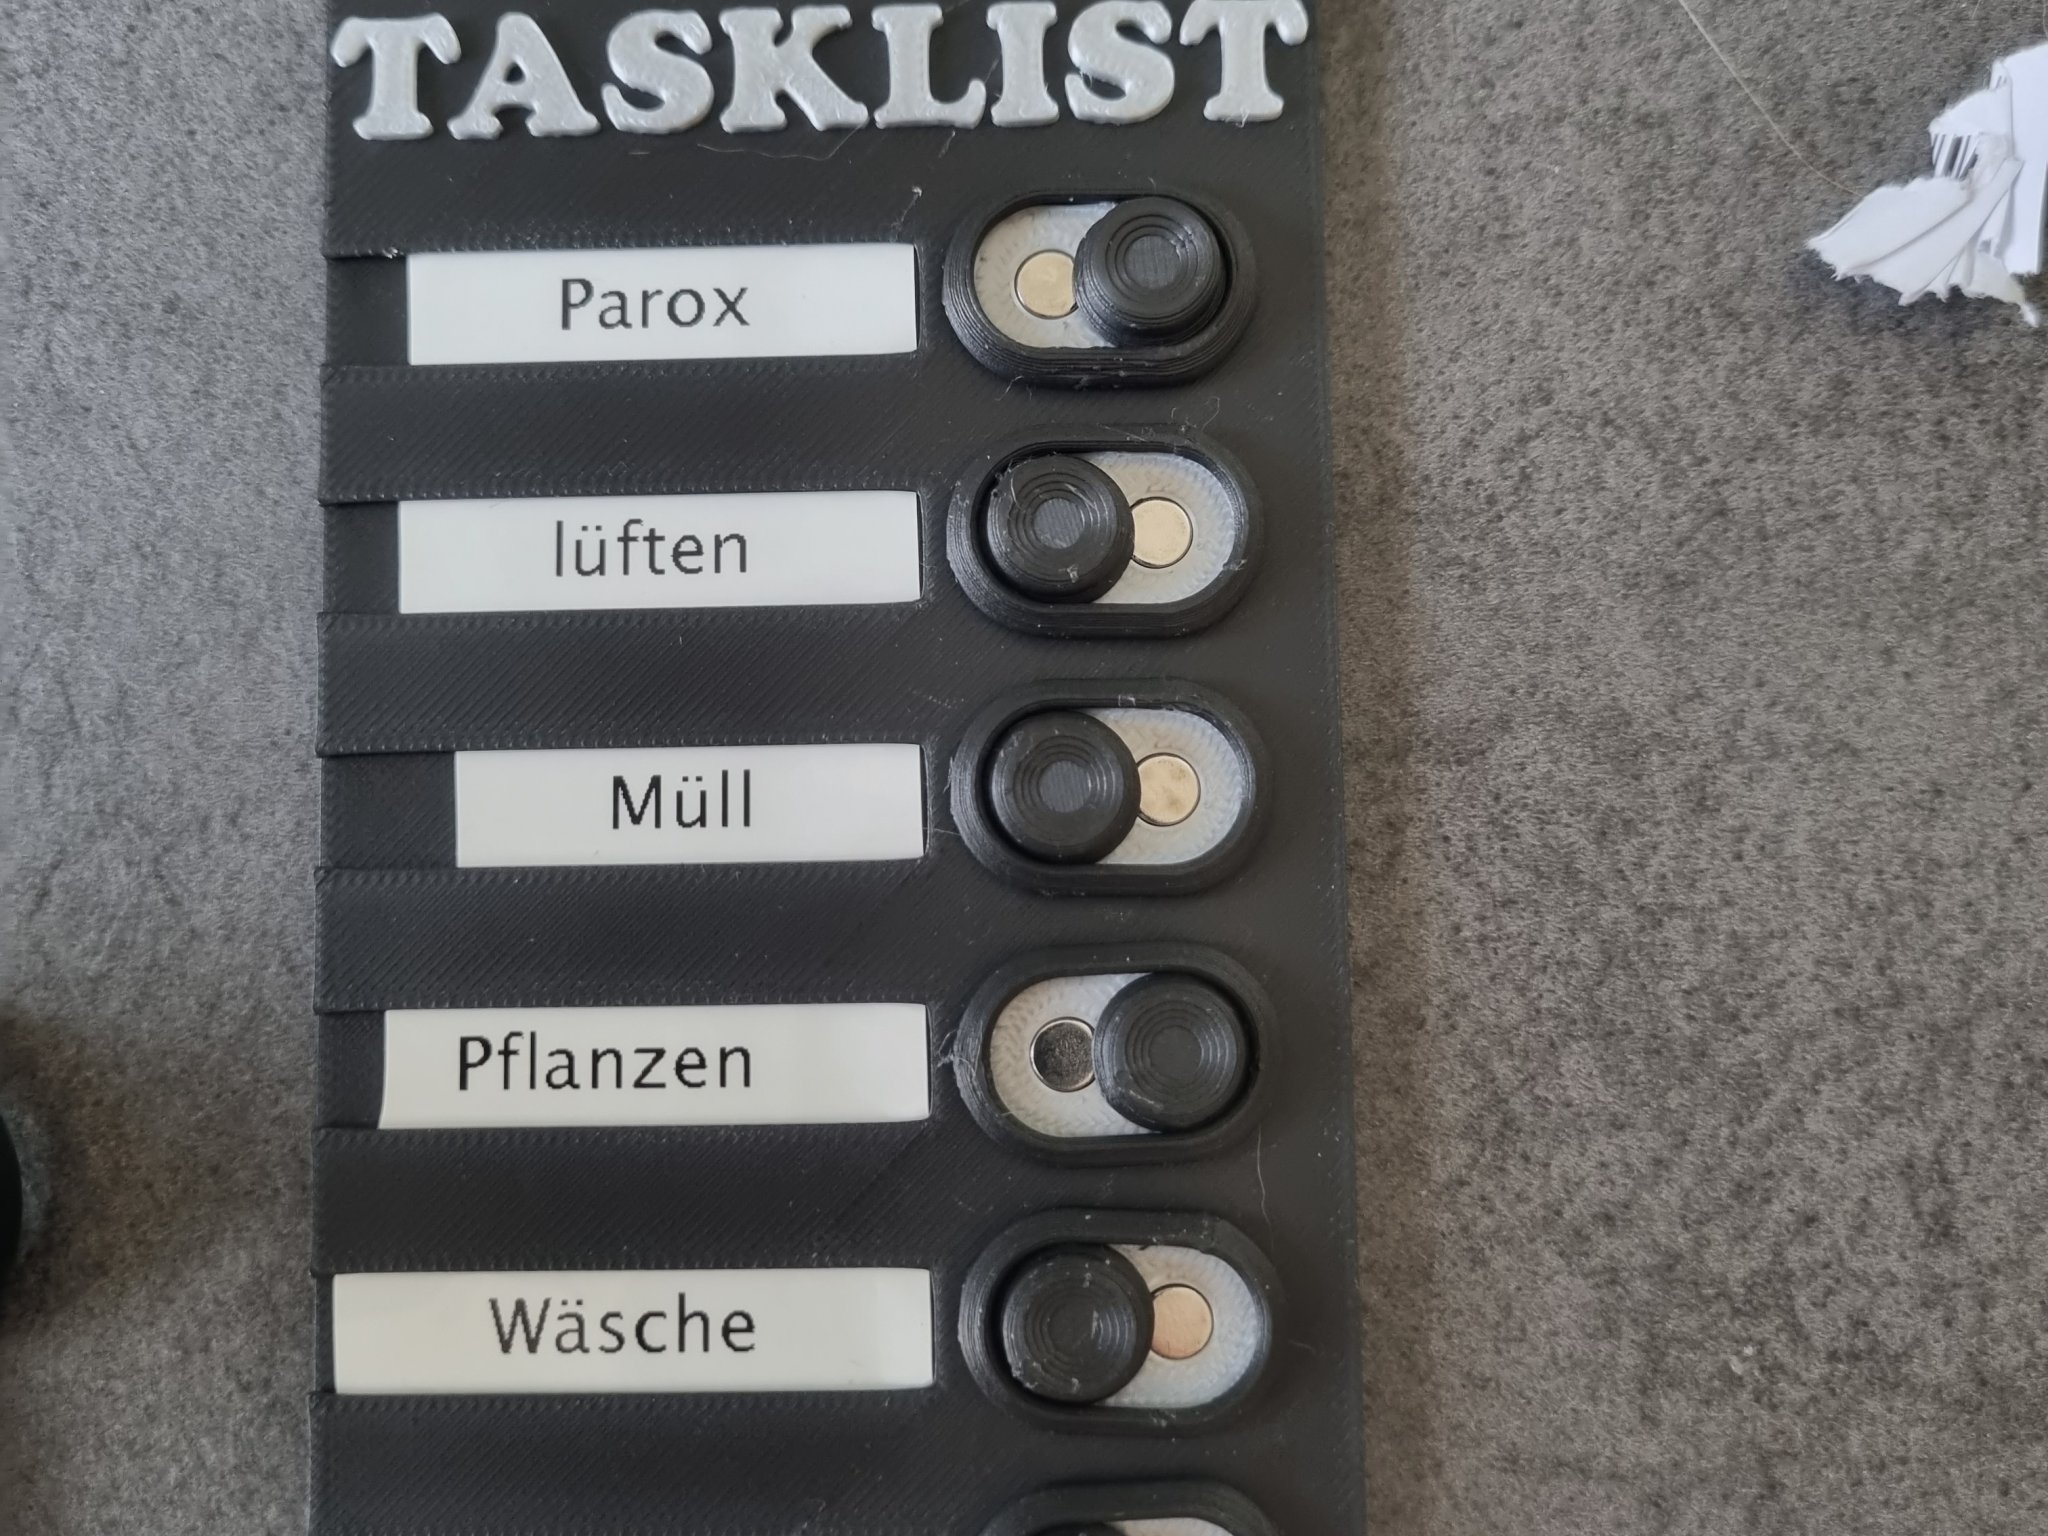 TASKLIST
Parox
lüften
Müll
Pflanzen
Wäsche